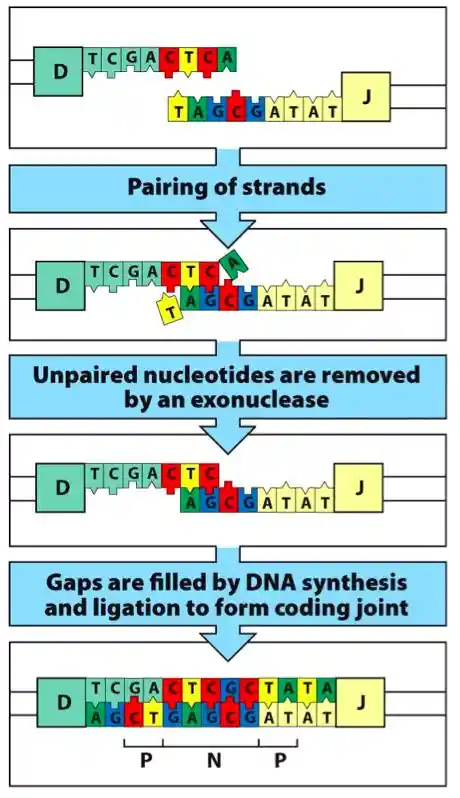 D T C G A C T C A
T A G C G A T A T J
Pairing of strands
D T C G A C T C A J
T A G C G A T A T
Unpaired nucleotides are removed
by an exonuclease
D T C G A C T C J
A G C G A T A T
Gaps are filled by DNA synthesis
and ligation to form coding joint
D T C G A C T C G C T A T A J
A G C T G A G C G A T A T
P N P